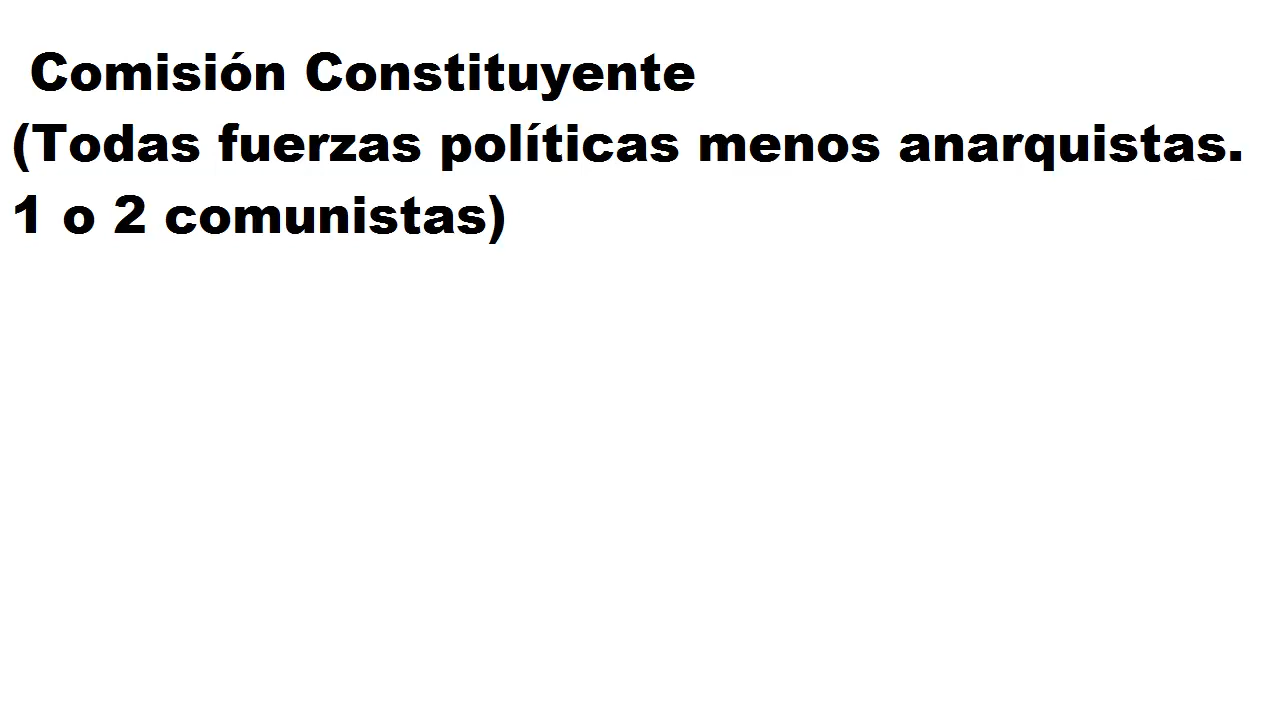 Comisión Constituyente
(Todas fuerzas políticas menos anarquistas.
1 o 2 comunistas)